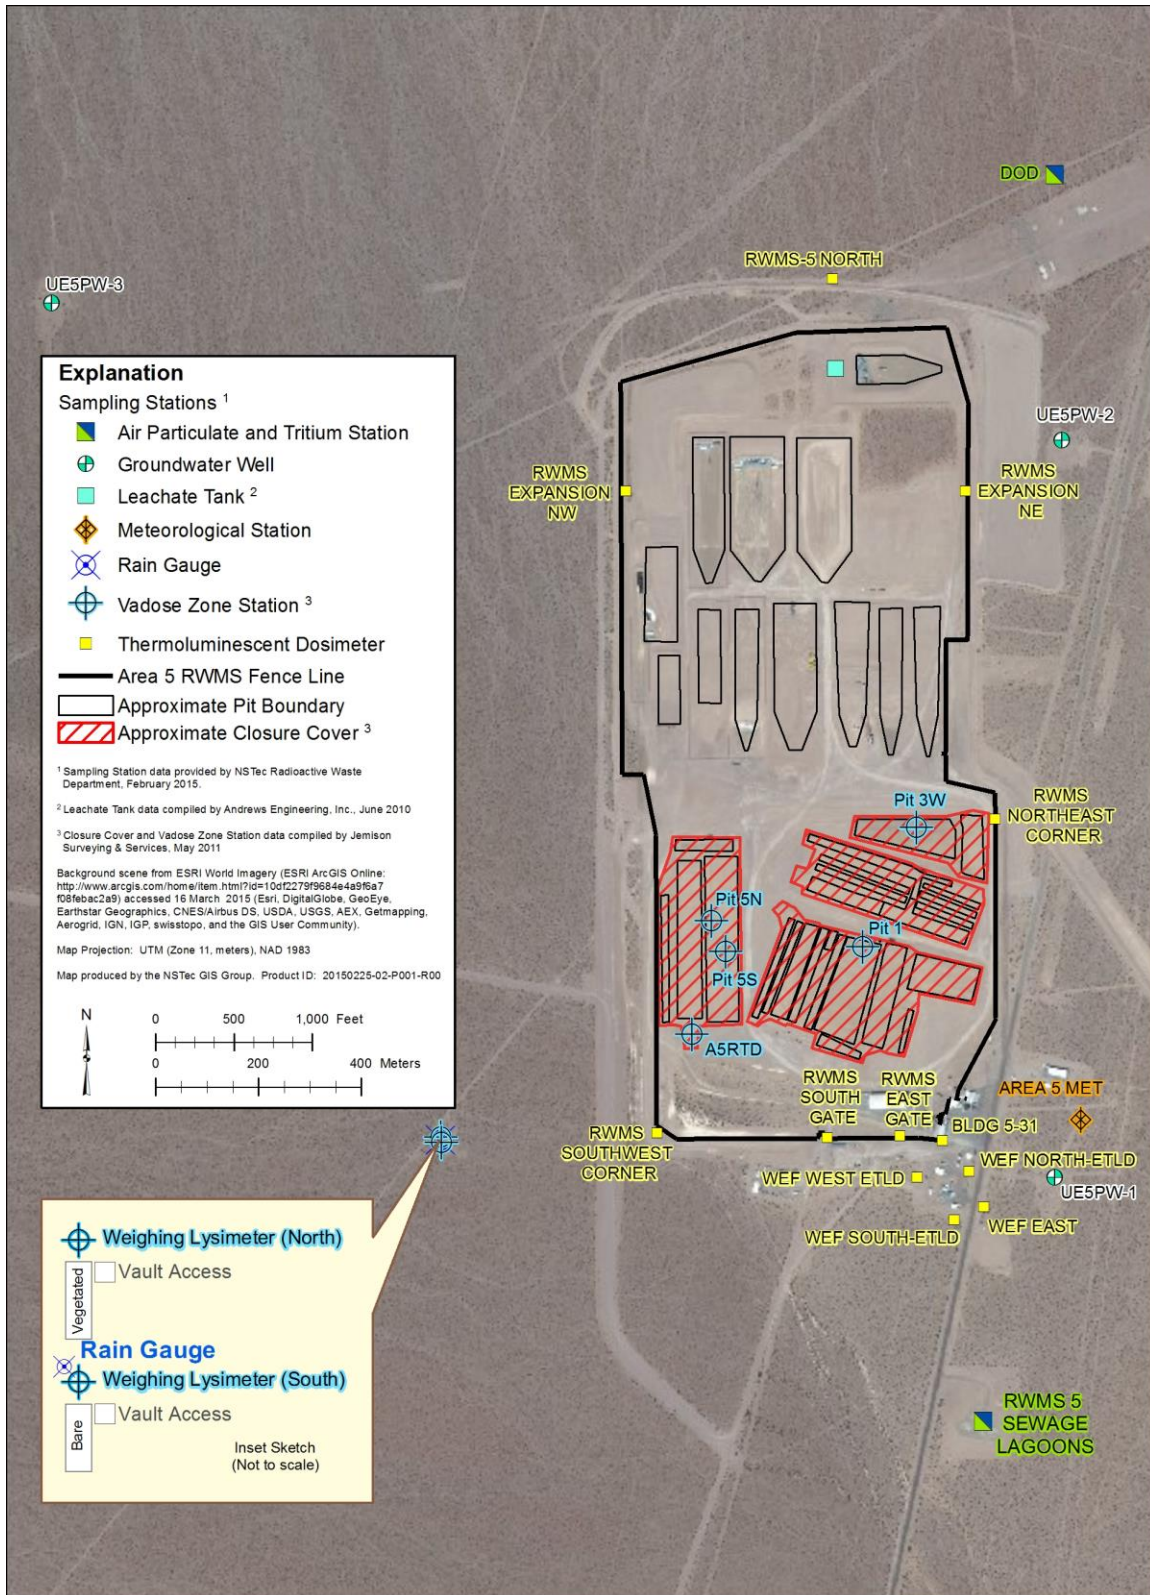 DOD
RWMS-5 NORTH
UE5PW-3
UE5PW-2
RWMS
EXPANSION
NW
RWMS
EXPANSION
NE
Explanation
Sampling Stations 1
Air Particulate and Tritium Station
Groundwater Well
Leachate Tank 2
Meteorological Station
Rain Gauge
Vadose Zone Station 3
Thermoluminescent Dosimeter
Area 5 RWMS Fence Line
Approximate Pit Boundary
Approximate Closure Cover 3
1 Sampling Station data provided by NSTec Radioactive Waste
Department, February 2015.
2 Leachate Tank data compiled by Andrews Engineering, Inc., June 2010
3 Closure Cover and Vadose Zone Station data compiled by Jemison
Surveying & Services, May 2011
Background scene from ESRI World Imagery (ESRI ArcGIS Online:
http://www.arcgis.com/home/item.html?id=10df2279f9684e4a9f6a7
f08febac2a9) accessed 16 March 2015 (Esri, DigitalGlobe, GeoEye,
Earthstar Geographics, CNES/Airbus DS, USDA, USGS, AEX, Getmapping,
Aerogrid, IGN, IGP, swisstopo, and the GIS User Community).
Map Projection: UTM (Zone 11, meters), NAD 1983
Map produced by the NSTec GIS Group. Product ID: 20150225-02-P001-R00
N
0 500 1,000 Feet
0 200 400 Meters
Pit 3W
RWMS
NORTHEAST
CORNER
Pit 5N
Pit 1
Pit 5S
A5RTD
RWMS
SOUTH
GATE
RWMS
EAST
GATE
AREA 5 MET
BLDG 5-31
RWMS
SOUTHWEST
CORNER
WEF NORTH-ETLD
WEF WEST ETLD
UE5PW-1
WEF EAST
WEF SOUTH-ETLD
Weighing Lysimeter (North)
Vault Access
Vegetated
Rain Gauge
Weighing Lysimeter (South)
Vault Access
Bare
Inset Sketch
(Not to scale)
RWMS 5
SEWAGE
LAGOONS